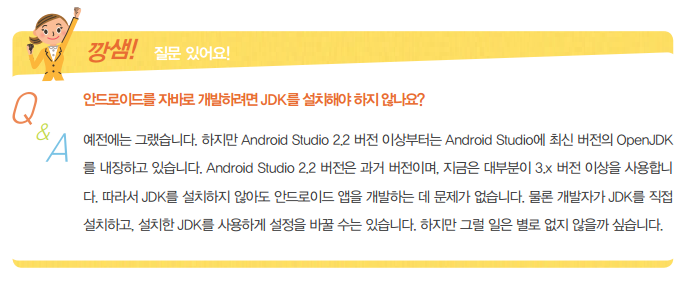 깡샘! 질문 있어요!
Q&A
안드로이드를 자바로 개발하려면 JDK를 설치해야 하지 않나요?
예전에는 그랬습니다. 하지만 Android Studio 2.2 버전 이상부터는 Android Studio에 최신 버전의 OpenJDK
를 내장하고 있습니다. Android Studio 2.2 버전은 과거 버전이며, 지금은 대부분이 3.x 버전 이상을 사용합니
다. 따라서 JDK를 설치하지 않아도 안드로이드 앱을 개발하는 데 문제가 없습니다. 물론 개발자가 JDK를 직접
설치하고, 설치한 JDK를 사용하게 설정을 바꿀 수는 있습니다. 하지만 그럴 일은 별로 없지 않을까 싶습니다.